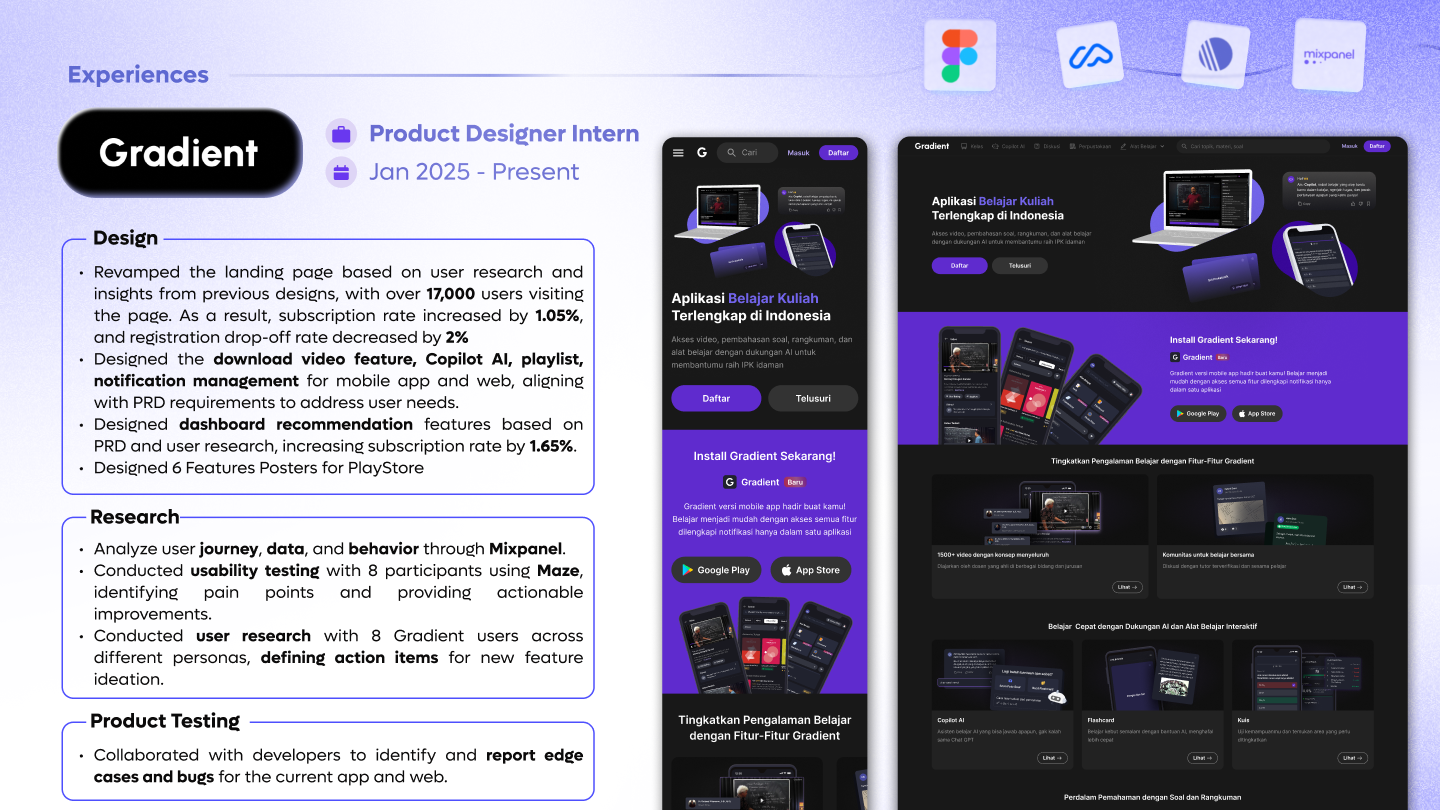 Experiences
mixpanel
Gradient
Product Designer Intern
Jan 2025 - Present
Design
• Revamped the landing page based on user research and
insights from previous designs, with over 17,000 users visiting
the page. As a result, subscription rate increased by 1.05%,
and registration drop-off rate decreased by 2%
• Designed the download video feature, Copilot AI, playlist,
notification management for mobile app and web, aligning
with PRD requirements to address user needs.
• Designed dashboard recommendation features based on
PRD and user research, increasing subscription rate by 1.65%.
• Designed 6 Features Posters for PlayStore
Research
• Analyze user journey, data, and behavior through Mixpanel.
• Conducted usability testing with 8 participants using Maze,
identifying pain points and providing actionable
improvements.
• Conducted user research with 8 Gradient users across
different personas, defining action items for new feature
ideation.
Product Testing
• Collaborated with developers to identify and report edge
cases and bugs for the current app and web.
G
Cari
Masuk
Daftar
Aplikasi Belajar Kuliah
Terlengkap di Indonesia
Akses video, pembahasan soal, rangkuman, dan
alat belajar dengan dukungan AI untuk
membantumu raih IPK idaman
Daftar
Telusuri
Install Gradient Sekarang!
G Gradient Baru
Gradient versi mobile app hadir buat kamu!
Belajar menjadi mudah dengan akses semua fitur
dilengkapi notifikasi hanya dalam satu aplikasi
Google Play
App Store
Tingkatkan Pengalaman Belajar
dengan Fitur-Fitur Gradient
Gradient
Kelas
Copilot AI
Diskusi
Perpustakaan
Alat Belajar
Cari topik, materi, soal
Masuk
Daftar
Aplikasi Belajar Kuliah
Terlengkap di Indonesia
Akses video, pembahasan soal, rangkuman, dan alat belajar
dengan dukungan AI untuk membantumu raih IPK idaman
Daftar
Telusuri
Install Gradient Sekarang!
G Gradient Baru
Gradient versi mobile app hadir buat kamu! Belajar menjadi
mudah dengan akses semua fitur dilengkapi notifikasi hanya
dalam satu aplikasi
Google Play
App Store
Tingkatkan Pengalaman Belajar dengan Fitur-Fitur Gradient
1500+ video dengan konsep menyeluruh
Diajarkan oleh dosen yang ahli di berbagai bidang dan jurusan
Lihat →
Komunitas untuk belajar bersama
Diskusi dengan tutor terverifikasi dan sesama pelajar
Lihat →
Belajar Cepat dengan Dukungan AI dan Alat Belajar Interaktif
Copilot AI
Asisten belajar AI yang bisa jawab apapun, gak kalah
sama Chat GPT
Lihat →
Flashcard
Belajar kebut semalam dengan bantuan AI, menghafal
lebih cepat
Lihat →
Kuis
Uji kemampuanmu dan temukan area yang perlu
ditingkatkan
Lihat →
Perdalam Pemahaman dengan Soal dan Rangkuman